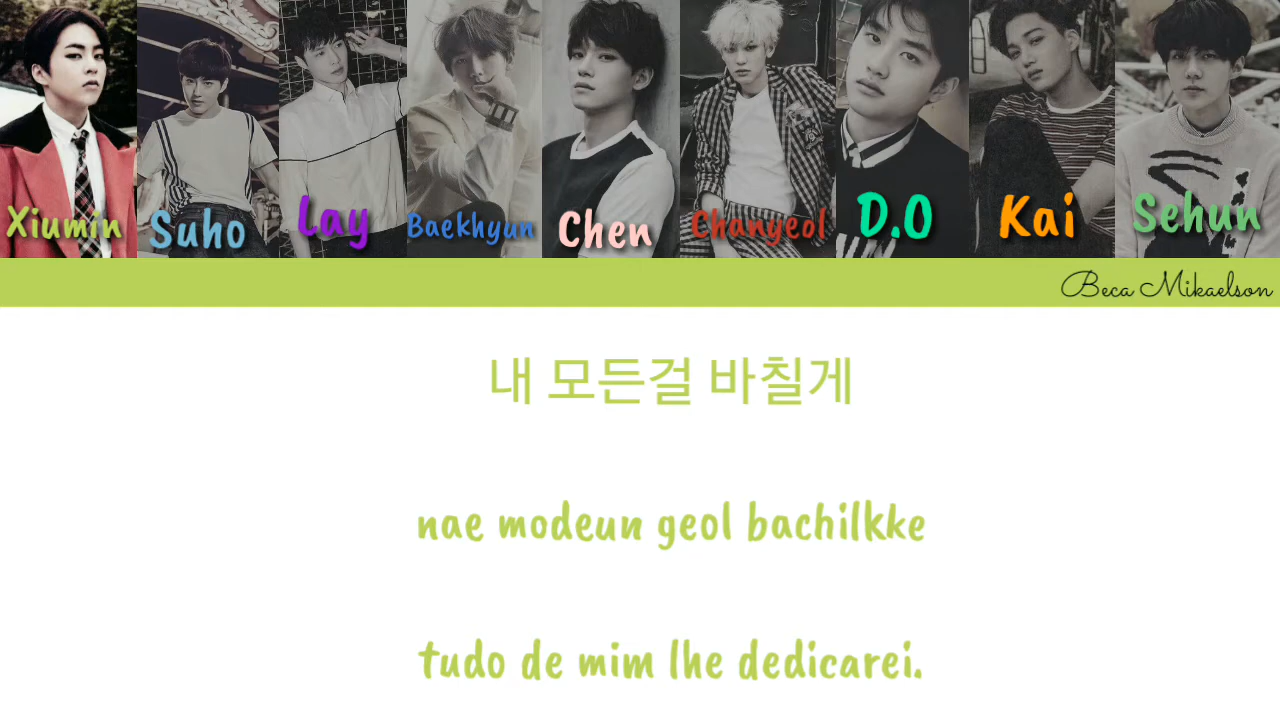 Xiumin Suho Lay Baekhyun Chen Chanyeol D.O Kai Sehun
Beca Mikaelson
내 모든걸 바칠게
nae modeun geol bachilkke
tudo de mim lhe dedicarei.